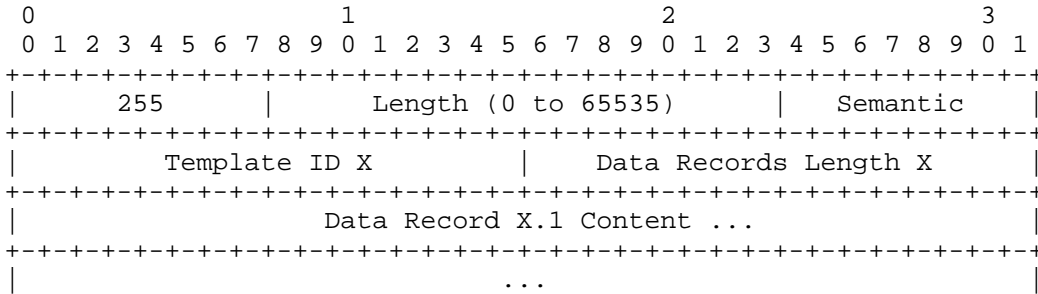 0                   1                   2                   3
 0 1 2 3 4 5 6 7 8 9 0 1 2 3 4 5 6 7 8 9 0 1 2 3 4 5 6 7 8 9 0 1
+-+-+-+-+-+-+-+-+-+-+-+-+-+-+-+-+-+-+-+-+-+-+-+-+-+-+-+-+-+-+-+-+
|      255      |      Length (0 to 65535)      |   Semantic    |
+-+-+-+-+-+-+-+-+-+-+-+-+-+-+-+-+-+-+-+-+-+-+-+-+-+-+-+-+-+-+-+-+
|         Template ID X         |    Data Records Length X      |
+-+-+-+-+-+-+-+-+-+-+-+-+-+-+-+-+-+-+-+-+-+-+-+-+-+-+-+-+-+-+-+-+
|                   Data Record X.1 Content ...                 |
+-+-+-+-+-+-+-+-+-+-+-+-+-+-+-+-+-+-+-+-+-+-+-+-+-+-+-+-+-+-+-+-+
|                              ...                              |